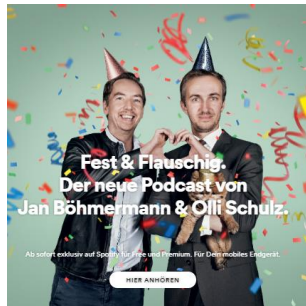 Fest & Flauschig.
Der neue Podcast von
Jan Böhmermann & Olli Schulz.
Ab sofort exklusiv auf Spotify für Free und Premium. Für Dein mobiles Endgerät.
HIER ANHÖREN